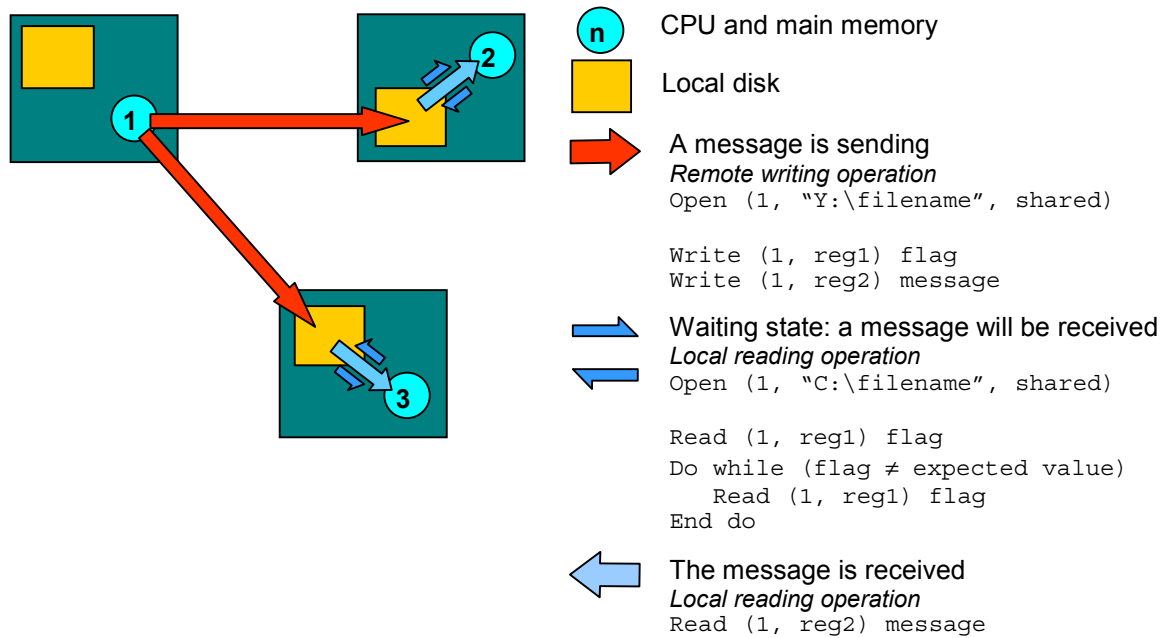 1
2
3
n
CPU and main memory
Local disk
A message is sending
Remote writing operation
Open (1, “Y:\filename”, shared)
Write (1, reg1) flag
Write (1, reg2) message
Waiting state: a message will be received
Local reading operation
Open (1, “C:\filename”, shared)
Read (1, reg1) flag
Do while (flag ≠ expected value)
Read (1, reg1) flag
End do
The message is received
Local reading operation
Read (1, reg2) message